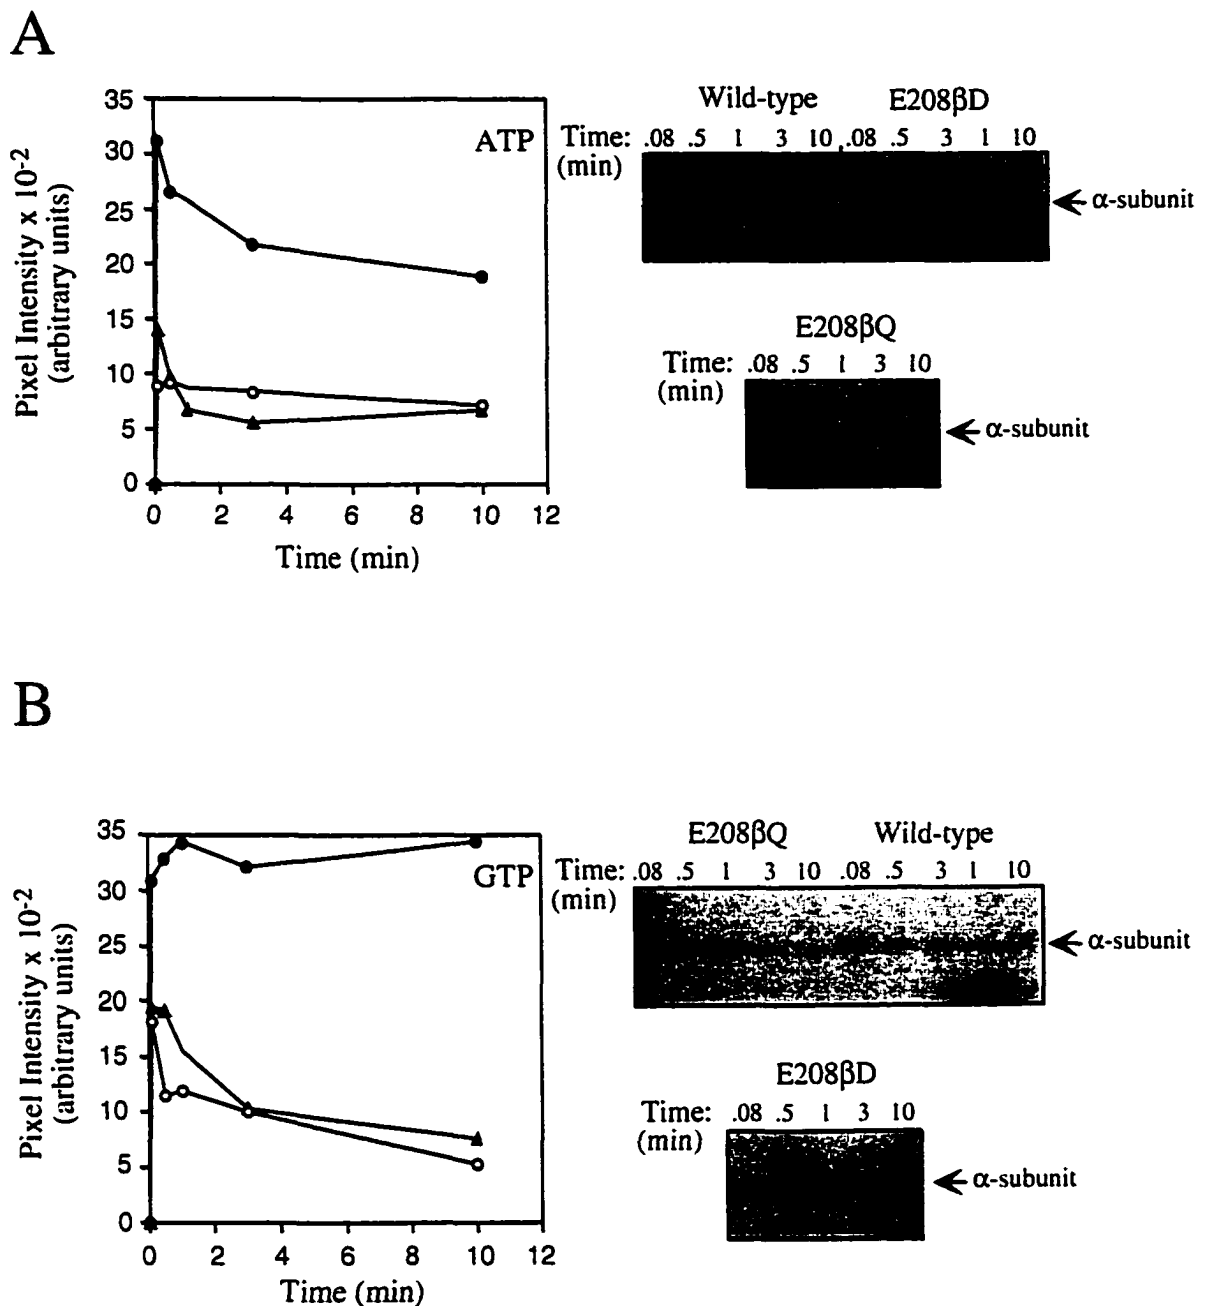 A
35
30
25
20
15
10
5
0
Pixel Intensity x 10-2
(arbitrary units)
ATP
0 2 4 6 8 10 12
Time (min)
Wild-type E208βD
Time: .08 .5 1 3 10 .08 .5 3 1 10
(min)
α-subunit
E208βQ
Time: .08 .5 1 3 10
(min)
α-subunit
B
35
30
25
20
15
10
5
0
Pixel Intensity x 10-2
(arbitrary units)
GTP
0 2 4 6 8 10 12
Time (min)
E208βQ Wild-type
Time: .08 .5 1 3 10 .08 .5 3 1 10
(min)
α-subunit
E208βD
Time: .08 .5 1 3 10
(min)
α-subunit